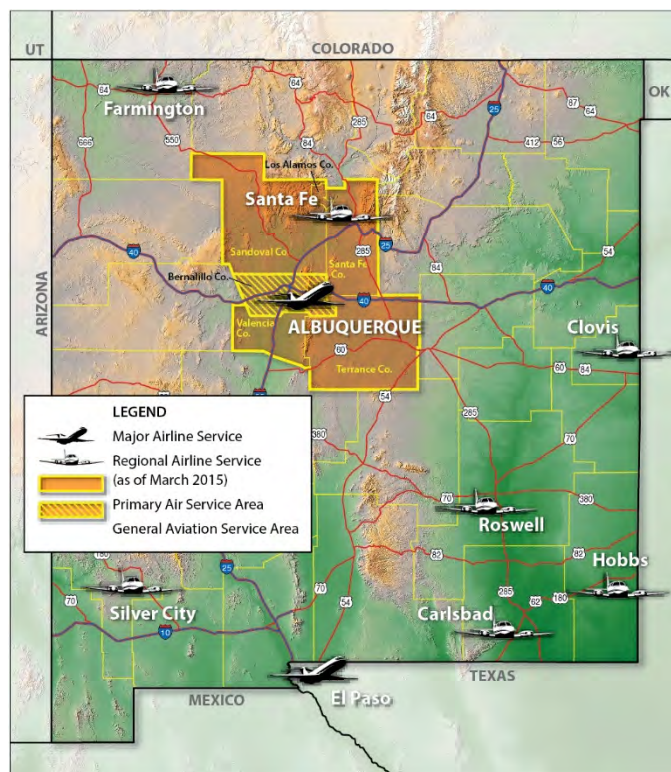 UT
COLORADO
OK
64
Farmington
64
84
285
64
25
87
64
412
56
666
550
Los Alamos Co.
Santa Fe
Sandoval Co.
Santa Fe
Co.
285
25
84
54
40
ARIZONA
Bernalillo Co.
40
40
ALBUQUERQUE
Valencia
Co.
60
Terrance Co.
Clovis
60
84
54
285
70
LEGEND
Major Airline Service
Regional Airline Service
(as of March 2015)
Primary Air Service Area
General Aviation Service Area
380
70
380
Roswell
82
82
Hobbs
25
70
70
54
Silver City
Carlsbad
285
62
180
10
MEXICO
TEXAS
El Paso